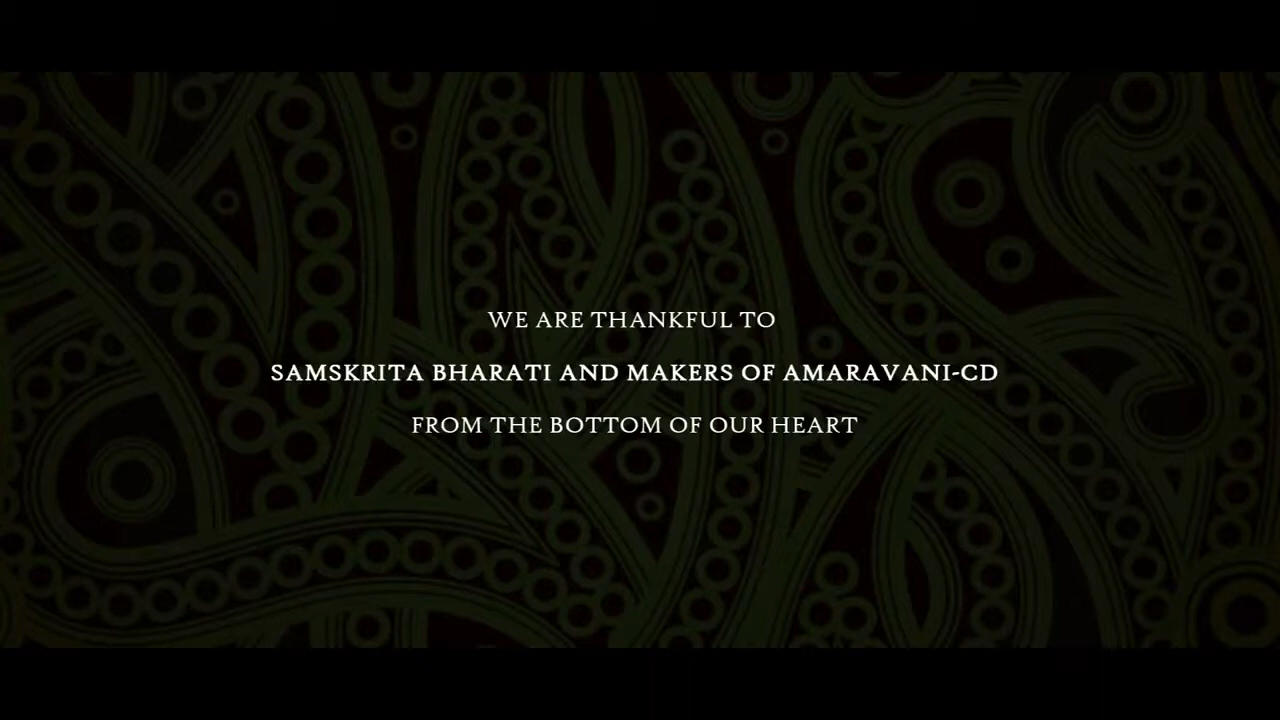 WE ARE THANKFUL TO
SAMSKRITA BHARATI AND MAKERS OF AMARAVANI-CD
FROM THE BOTTOM OF OUR HEART